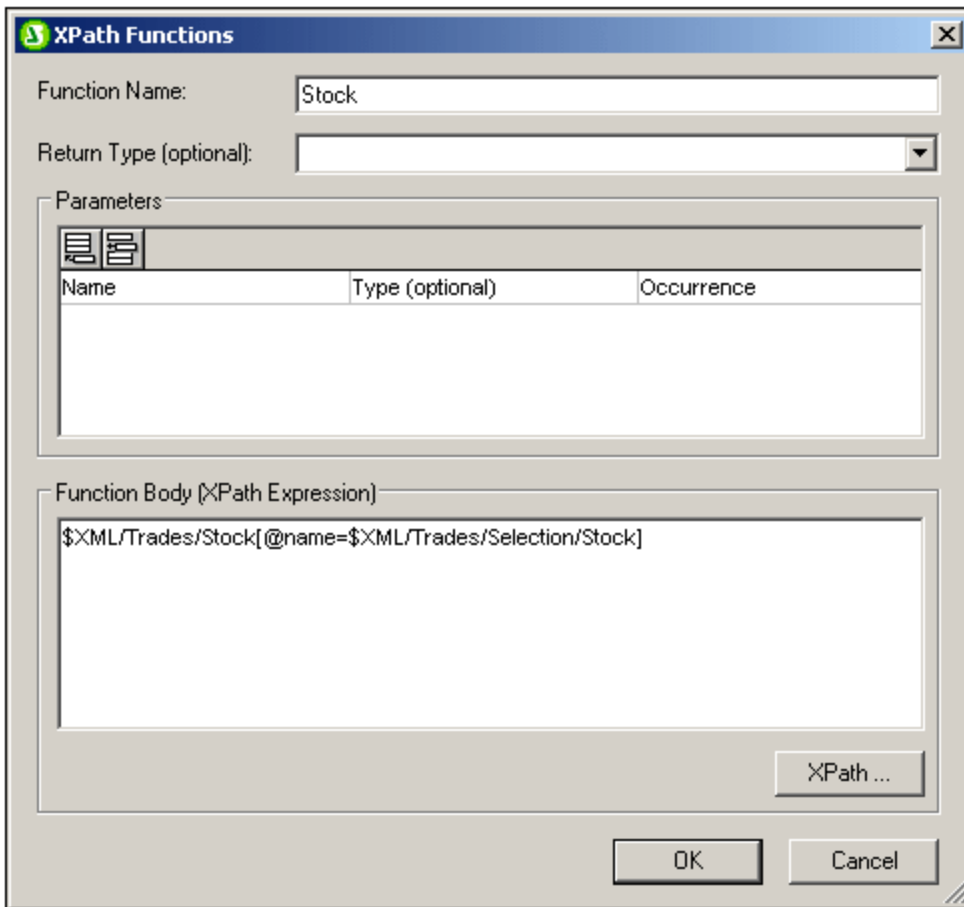 XPath Functions
Function Name:
Stock
Return Type (optional):
Parameters
Name Type (optional) Occurrence
Function Body (XPath Expression)
$XML/Trades/Stock[@name=$XML/Trades/Selection/Stock]
XPath ...
OK Cancel